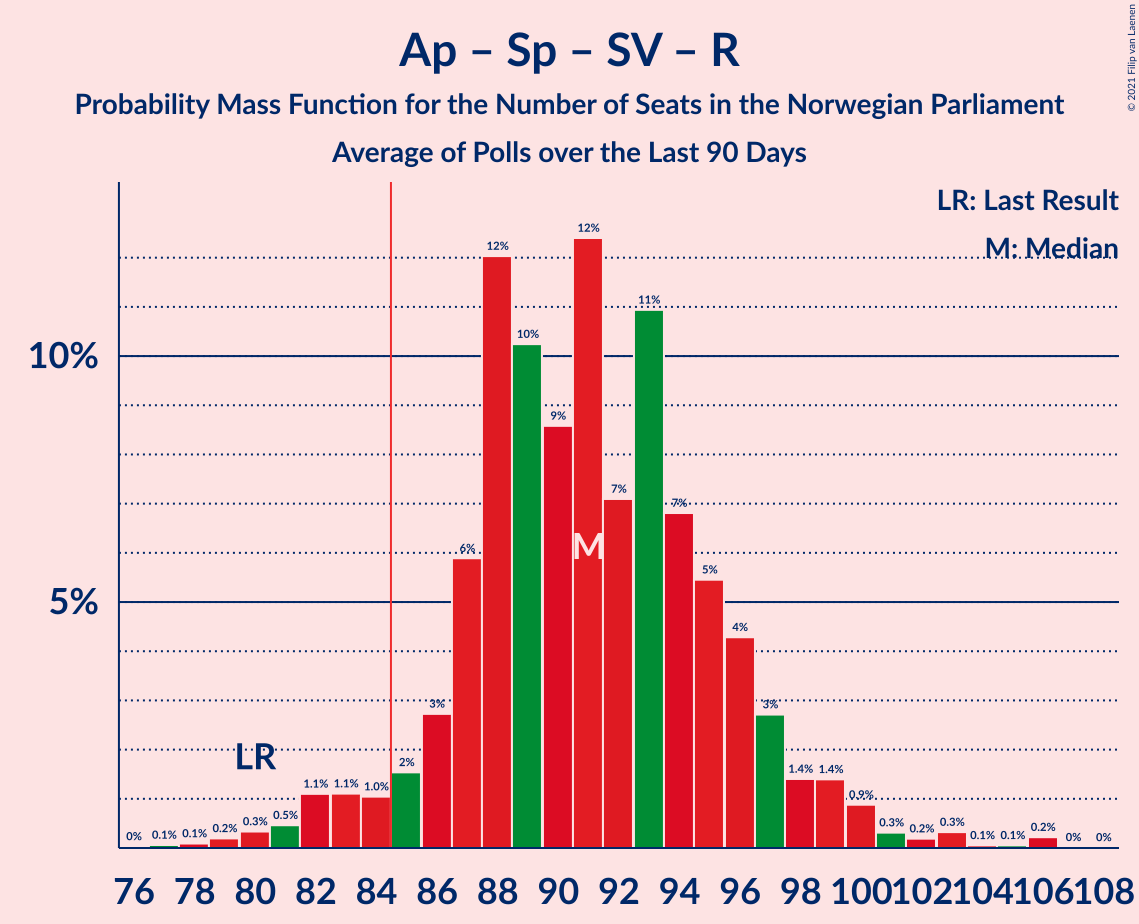 Ap – Sp – SV – R
Probability Mass Function for the Number of Seats in the Norwegian Parliament
Average of Polls over the Last 90 Days
© 2021 Filip van Laenen
LR: Last Result
M: Median
10%
5%
LR
M
0% 0.1% 0.1% 0.2% 0.3% 0.5% 1.1% 1.1% 1.0% 2% 3% 6% 12% 10% 9% 12% 7% 11% 7% 5% 4% 3% 1.4% 1.4% 0.9% 0.3% 0.2% 0.3% 0.1% 0.1% 0.2% 0% 0%
76 78 80 82 84 86 88 90 92 94 96 98 100 102 104 106 108